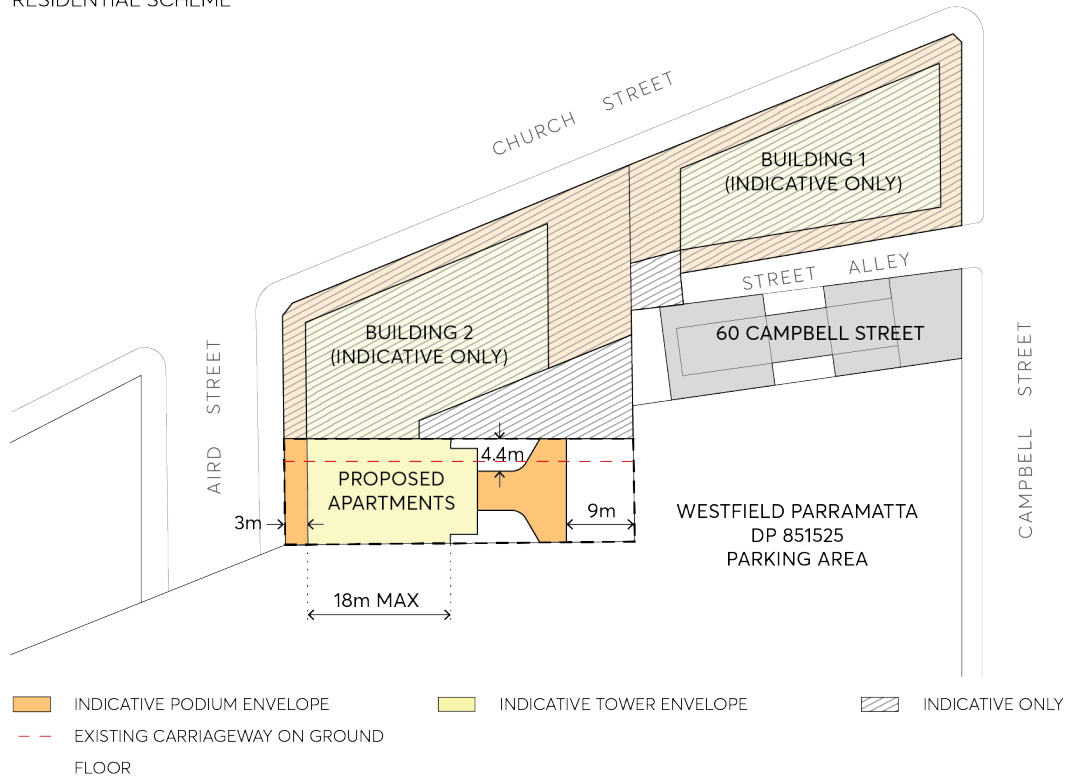 RESIDENTIAL SCHEME
CHURCH STREET
BUILDING 1
(INDICATIVE ONLY)
STREET ALLEY
60 CAMPBELL STREET
BUILDING 2
(INDICATIVE ONLY)
AIRD STREET
CAMPBELL STREET
4.4m
PROPOSED
APARTMENTS
3m
9m
WESTFIELD PARRAMATTA
DP 851525
PARKING AREA
18m MAX
INDICATIVE PODIUM ENVELOPE
INDICATIVE TOWER ENVELOPE
INDICATIVE ONLY
EXISTING CARRIAGEWAY ON GROUND
FLOOR